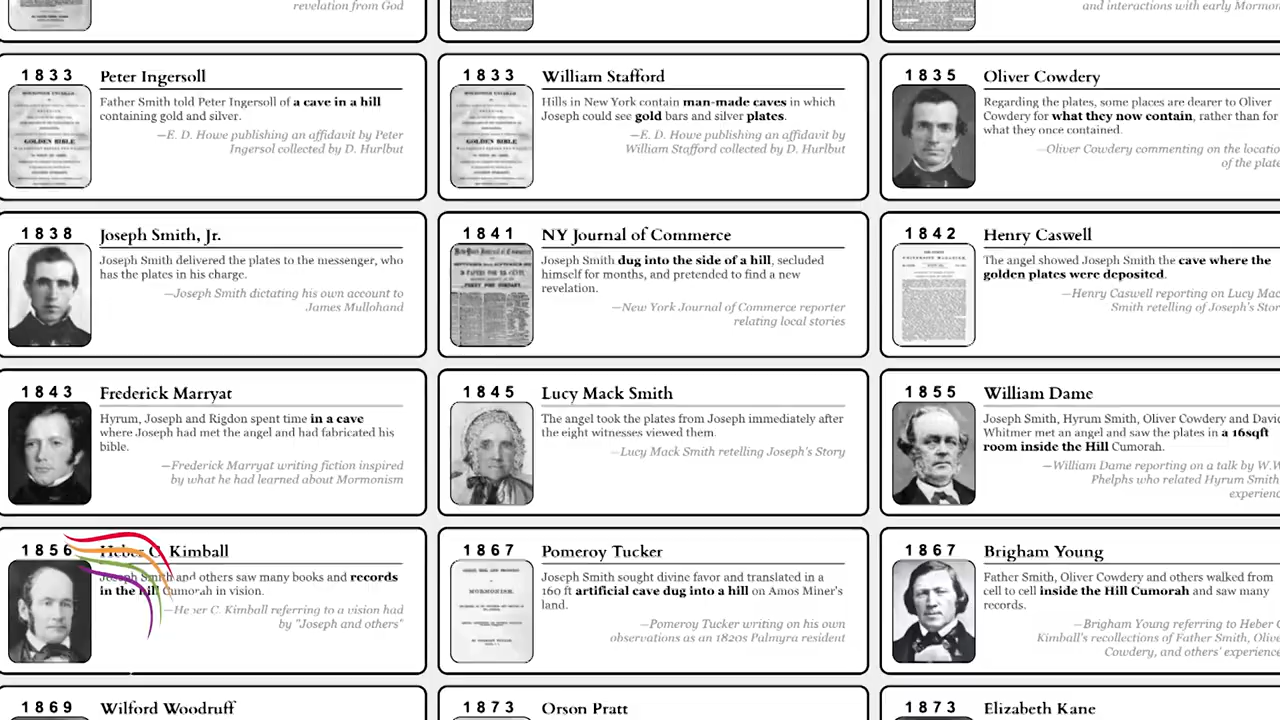 revelation from God
and interactions with early Mormon
1833 Peter Ingersoll
Father Smith told Peter Ingersoll of a cave in a hill
containing gold and silver.
—E. D. Howe publishing an affidavit by Peter
Ingersol collected by D. Hurlbut
GOLDEN BIBLE
1833 William Stafford
Hills in New York contain man-made caves in which
Joseph could see gold bars and silver plates.
—E. D. Howe publishing an affidavit by
William Stafford collected by D. Hurlbut
GOLDEN BIBLE
1835 Oliver Cowdery
Regarding the plates, some places are dearer to Oliver
Cowdery for what they now contain, rather than for
what they once contained.
—Oliver Cowdery commenting on the locatio
of the plat
1838 Joseph Smith, Jr.
Joseph Smith delivered the plates to the messenger, who
has the plates in his charge.
—Joseph Smith dictating his own account to
James Mullohand
1841 NY Journal of Commerce
Joseph Smith dug into the side of a hill, secluded
himself for months, and pretended to find a new
revelation.
—New York Journal of Commerce reporter
relating local stories
1842 Henry Caswell
The angel showed Joseph Smith the cave where the
golden plates were deposited.
—Henry Caswell reporting on Lucy Mac
Smith retelling of Joseph's Stor
1843 Frederick Marryat
Hyrum, Joseph and Rigdon spent time in a cave
where Joseph had met the angel and had fabricated his
bible.
—Frederick Marryat writing fiction inspired
by what he had learned about Mormonism
1845 Lucy Mack Smith
The angel took the plates from Joseph immediately after
the eight witnesses viewed them.
—Lucy Mack Smith retelling Joseph's Story
1855 William Dame
Joseph Smith, Hyrum Smith, Oliver Cowdery and David
Whitmer met an angel and saw the plates in a 16sqft
room inside the Hill Cumorah.
—William Dame reporting on a talk by W.W
Phelphs who related Hyrum Smith
experienc
1856 Heber C. Kimball
Joseph Smith and others saw many books and records
in the hill Cumorah in vision.
—Heber C. Kimball referring to a vision had
by "Joseph and others"
1867 Pomeroy Tucker
Joseph Smith sought divine favor and translated in a
160 ft artificial cave dug into a hill on Amos Miner's
land.
—Pomeroy Tucker writing on his own
observations as an 1820s Palmyra resident
MORMONISM.
1867 Brigham Young
Father Smith, Oliver Cowdery and others walked from
cell to cell inside the Hill Cumorah and saw many
records.
—Brigham Young referring to Heber C
Kimball's recollections of Father Smith, Olive
Cowdery, and others' experience
1869 Wilford Woodruff
1873 Orson Pratt
1873 Elizabeth Kane